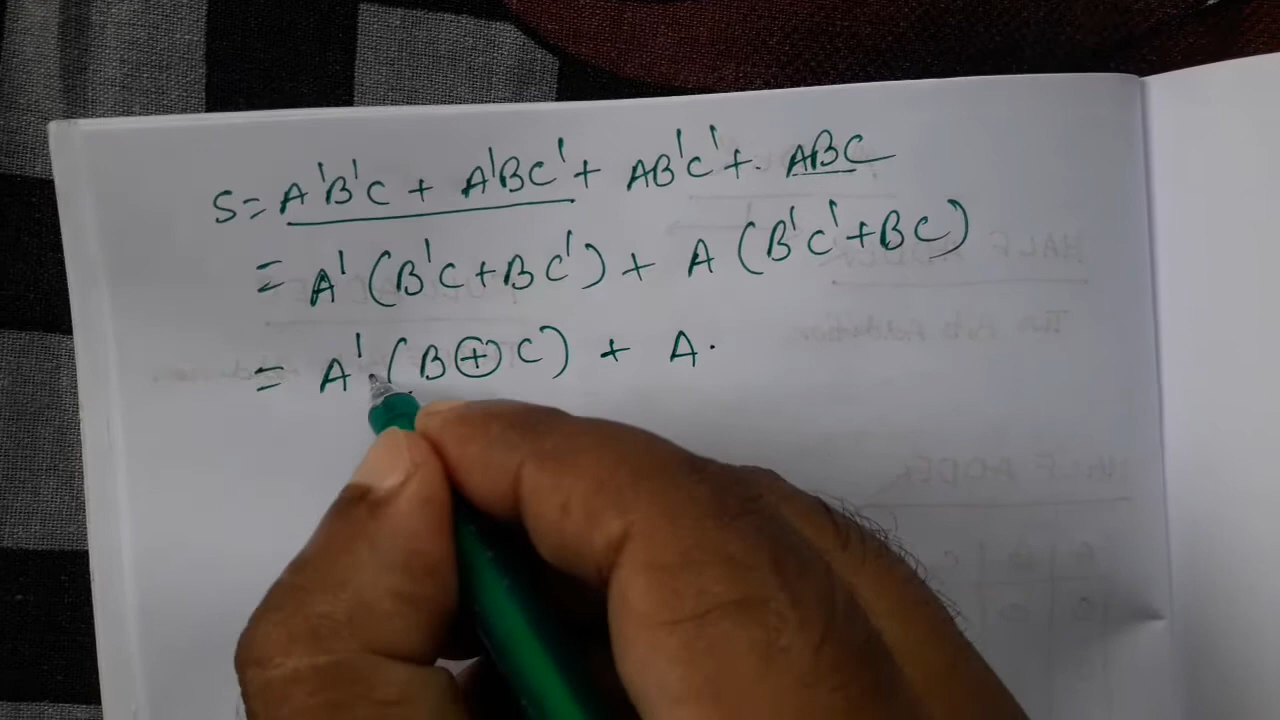 S = A'B'C + A'BC' + AB'C' + ABC
= A' (B'C + BC') + A (B'C' + BC)
= A' (B ⊕ C) + A.